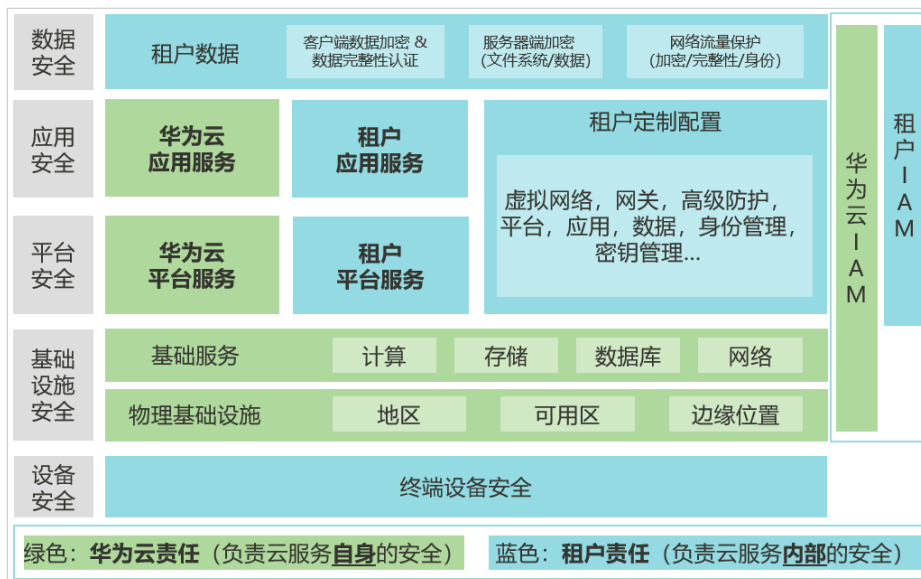 数据
安全
租户数据
客户端数据加密 &
数据完整性认证
服务器端加密
(文件系统/数据)
网络流量保护
(加密/完整性/身份)
应用
安全
华为云
应用服务
租户
应用服务
租户定制配置
虚拟网络，网关，高级防护，
平台，应用，数据，身份管理，
密钥管理...
平台
安全
华为云
平台服务
租户
平台服务
华为云IAM
租户IAM
基础
设施
安全
基础服务
计算
存储
数据库
网络
物理基础设施
地区
可用区
边缘位置
设备
安全
终端设备安全
绿色：华为云责任（负责云服务自身的安全）
蓝色：租户责任（负责云服务内部的安全）